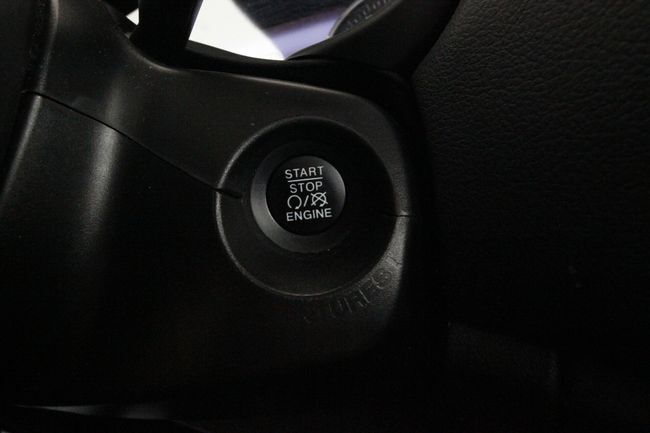 START
STOP
/
ENGINE